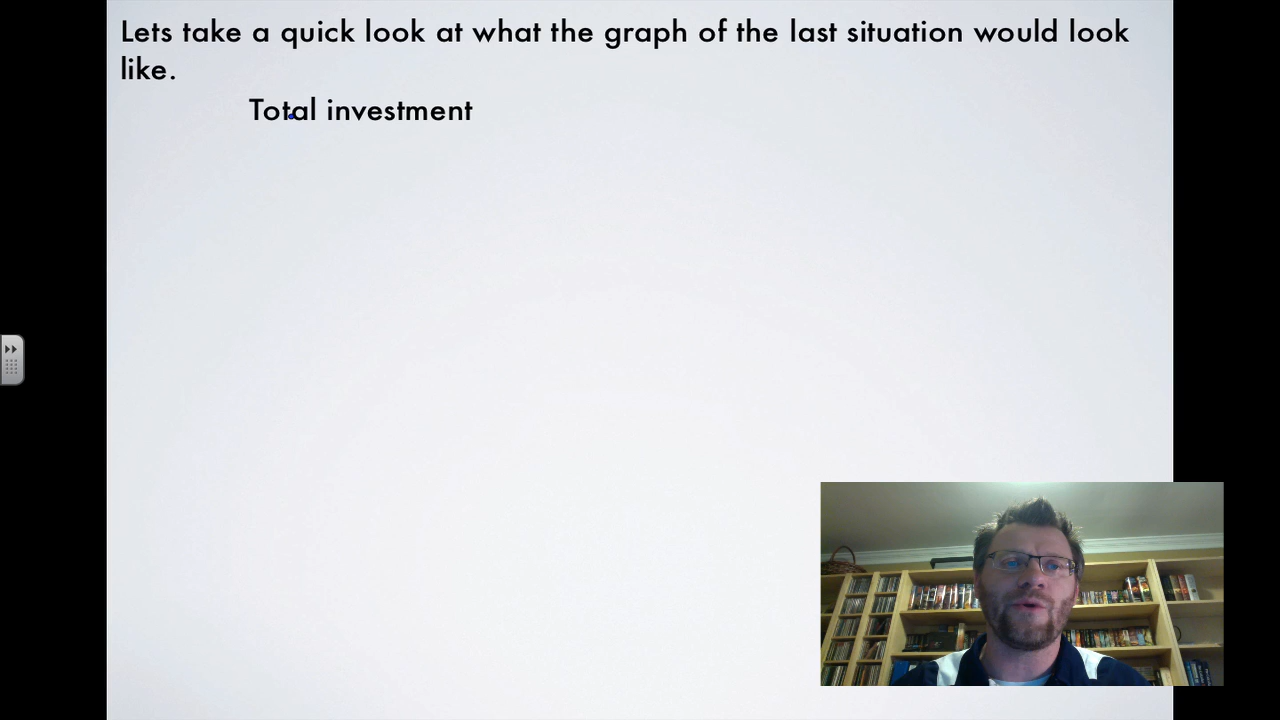 Lets take a quick look at what the graph of the last situation would look
like.
Total investment